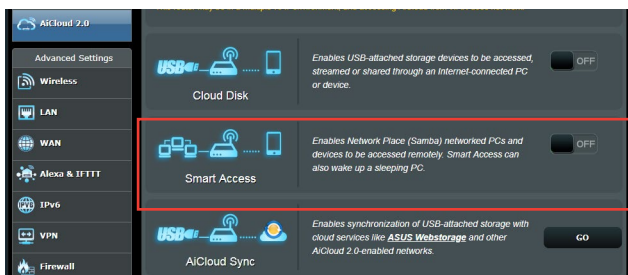 AiCloud 2.0
Advanced Settings
Wireless
LAN
WAN
Alexa & IFTTT
IPv6
VPN
Firewall
USB
Cloud Disk
Enables USB-attached storage devices to be accessed,
streamed or shared through an Internet-connected PC
or device.
OFF
Smart Access
Enables Network Place (Samba) networked PCs and
devices to be accessed remotely. Smart Access can
also wake up a sleeping PC.
OFF
USB
AiCloud Sync
Enables synchronization of USB-attached storage with
cloud services like ASUS Webstorage and other
AiCloud 2.0-enabled networks.
GO